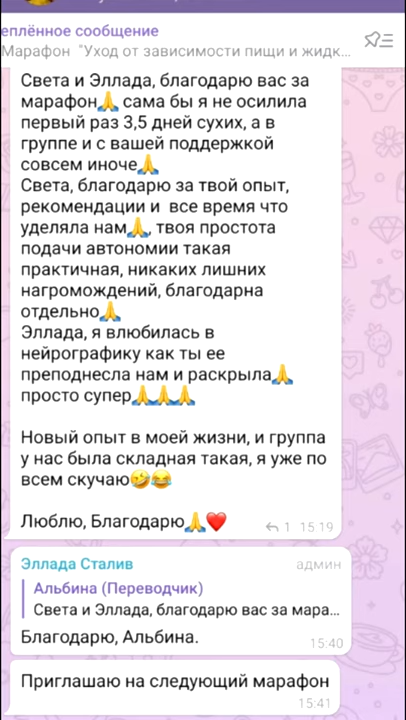 еплённое сообщение
Марафон "Уход от зависимости пищи и жидк...
Света и Эллада, благодарю вас за
марафон🙏 сама бы я не осилила
первый раз 3,5 дней сухих, а в
группе и с вашей поддержкой
совсем иноче🙏
Света, благодарю за твой опыт,
рекомендации и все время что
уделяла нам🙏, твоя простота
подачи автономии такая
практичная, никаких лишних
нагромождений, благодарна
отдельно🙏
Эллада, я влюбилась в
нейрографику как ты ее
преподнесла нам и раскрыла🙏
просто супер🙏🙏🙏
Новый опыт в моей жизни, и группа
у нас была складная такая, я уже по
всем скучаю🤣😂
Люблю, Благодарю🙏❤️
1 15:19
Эллада Сталив админ
Альбина (Переводчик)
Света и Эллада, благодарю вас за мара...
Благодарю, Альбина.
15:40
Приглашаю на следующий марафон
15:41